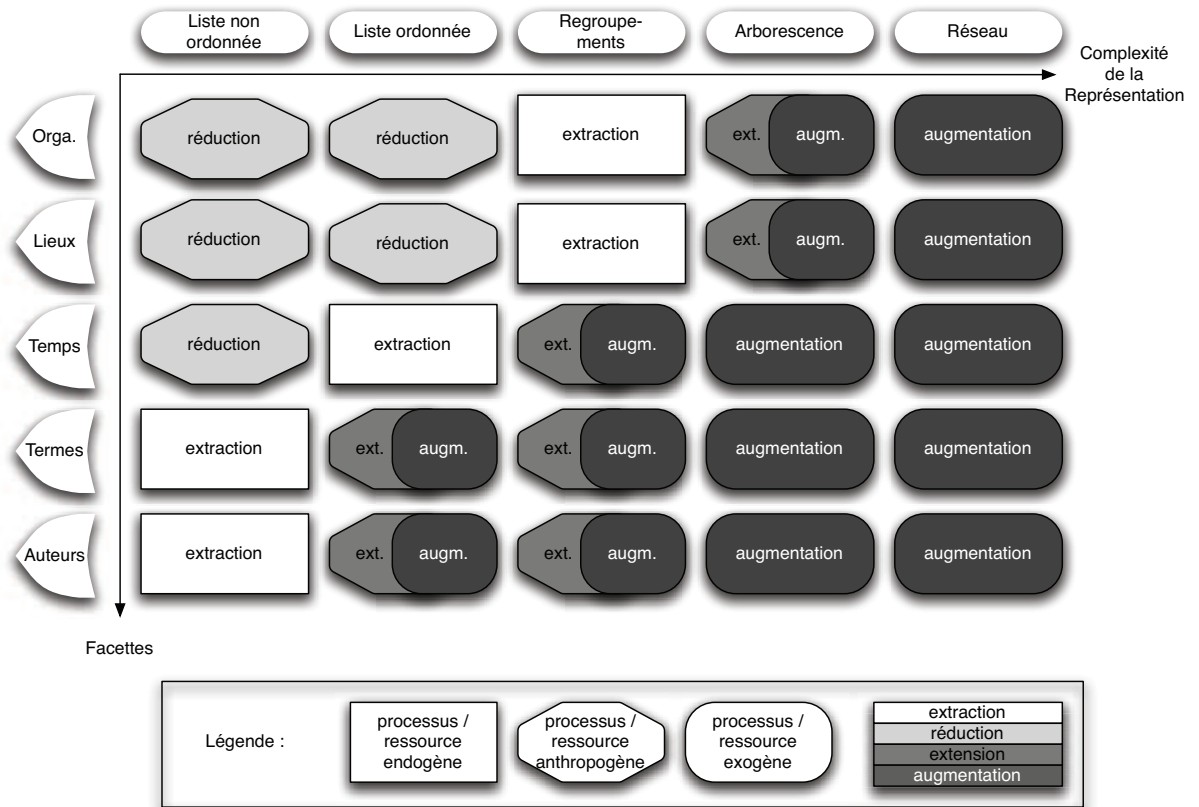 Liste non
ordonnée
Liste ordonnée
Regroupe-
ments
Arborescence
Réseau
Complexité
de la
Représentation
Orga.
réduction
réduction
extraction
ext.
augm.
augmentation
Lieux
réduction
réduction
extraction
ext.
augm.
augmentation
Temps
réduction
extraction
ext.
augm.
augmentation
augmentation
Termes
extraction
ext.
augm.
ext.
augm.
augmentation
augmentation
Auteurs
extraction
ext.
augm.
ext.
augm.
augmentation
augmentation
Facettes
Légende :
processus /
ressource
endogène
processus /
ressource
anthropogène
processus /
ressource
exogène
extraction
réduction
extension
augmentation